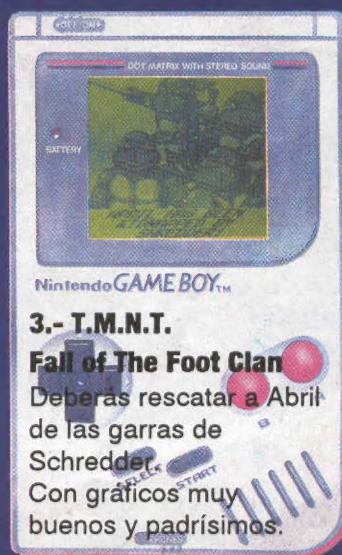 OFF•ON
DOT MATRIX WITH STEREO SOUND
BATTERY
Nintendo GAME BOY TM
3.- T.M.N.T.
Fall of The Foot Clan
Deberás rescatar a Abril
de las garras de
Schredder.
Con gráficos muy
buenos y padrísimos.
A
B
SELECT
START